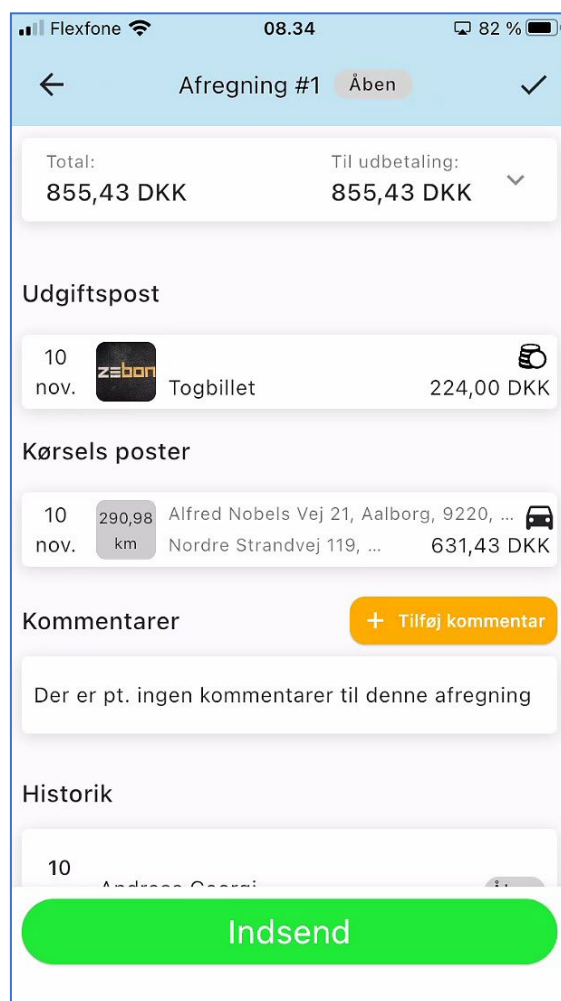 Flexfone 08.34 82 %
Afregning #1 Åben
Total: Til udbetaling:
855,43 DKK 855,43 DKK
Udgiftspost
10
nov. zebon Togbillet 224,00 DKK
Kørsels poster
10 290,98 Alfred Nobels Vej 21, Aalborg, 9220, ...
nov. km Nordre Strandvej 119, ... 631,43 DKK
Kommentarer + Tilføj kommentar
Der er pt. ingen kommentarer til denne afregning
Historik
10
Indsend